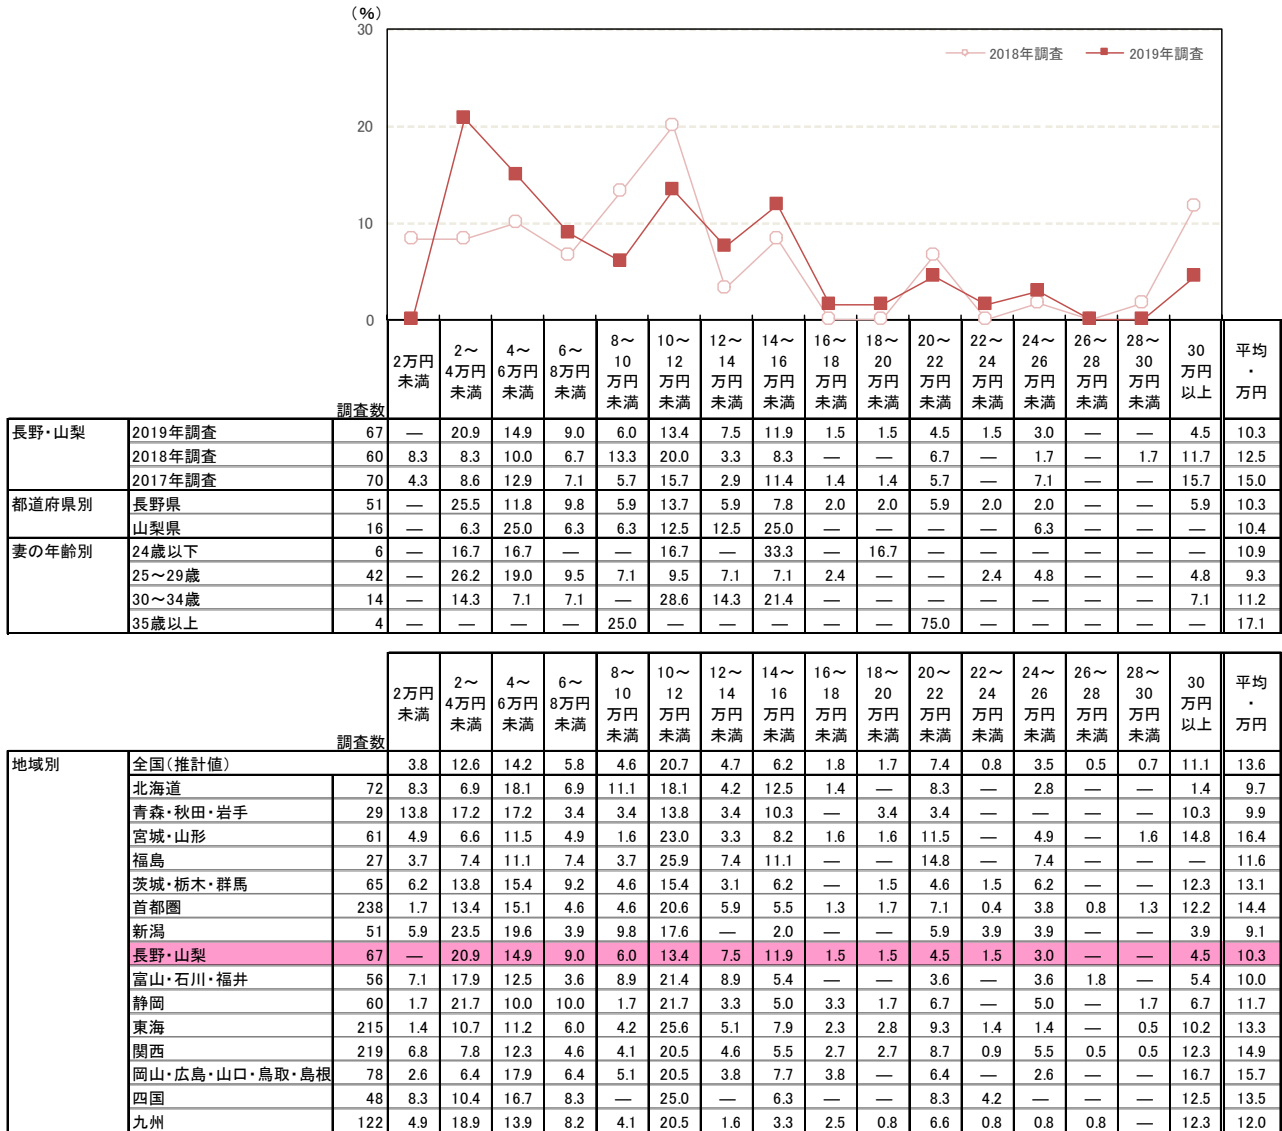 (%)
30
20
10
0
2018年調査 2019年調査
調査数 2万円未満 2〜4万円未満 4〜6万円未満 6〜8万円未満 8〜10万円未満 10〜12万円未満 12〜14万円未満 14〜16万円未満 16〜18万円未満 18〜20万円未満 20〜22万円未満 22〜24万円未満 24〜26万円未満 26〜28万円未満 28〜30万円未満 30万円以上 平均・万円
長野・山梨 2019年調査 67 — 20.9 14.9 9.0 6.0 13.4 7.5 11.9 1.5 1.5 4.5 1.5 3.0 — — 4.5 10.3
2018年調査 60 8.3 8.3 10.0 6.7 13.3 20.0 3.3 8.3 — — 6.7 — 1.7 — 1.7 11.7 12.5
2017年調査 70 4.3 8.6 12.9 7.1 5.7 15.7 2.9 11.4 1.4 1.4 5.7 — 7.1 — — 15.7 15.0
都道府県別 長野県 51 — 25.5 11.8 9.8 5.9 13.7 5.9 7.8 2.0 2.0 5.9 2.0 2.0 — — 5.9 10.3
山梨県 16 — 6.3 25.0 6.3 6.3 12.5 12.5 25.0 — — — — 6.3 — — — 10.4
妻の年齢別 24歳以下 6 — 16.7 16.7 — — 16.7 — 33.3 — 16.7 — — — — — — 10.9
25〜29歳 42 — 26.2 19.0 9.5 7.1 9.5 7.1 7.1 2.4 — — 2.4 4.8 — — 4.8 9.3
30〜34歳 14 — 14.3 7.1 7.1 — 28.6 14.3 21.4 — — — — — — — 7.1 11.2
35歳以上 4 — — — — 25.0 — — — — — 75.0 — — — — — 17.1
調査数 2万円未満 2〜4万円未満 4〜6万円未満 6〜8万円未満 8〜10万円未満 10〜12万円未満 12〜14万円未満 14〜16万円未満 16〜18万円未満 18〜20万円未満 20〜22万円未満 22〜24万円未満 24〜26万円未満 26〜28万円未満 28〜30万円未満 30万円以上 平均・万円
地域別 全国(推計値) 3.8 12.6 14.2 5.8 4.6 20.7 4.7 6.2 1.8 1.7 7.4 0.8 3.5 0.5 0.7 11.1 13.6
北海道 72 8.3 6.9 18.1 6.9 11.1 18.1 4.2 12.5 1.4 — 8.3 — 2.8 — — 1.4 9.7
青森・秋田・岩手 29 13.8 17.2 17.2 3.4 3.4 13.8 3.4 10.3 — 3.4 3.4 — — — — 10.3 9.9
宮城・山形 61 4.9 6.6 11.5 4.9 1.6 23.0 3.3 8.2 1.6 1.6 11.5 — 4.9 — 1.6 14.8 16.4
福島 27 3.7 7.4 11.1 7.4 3.7 25.9 7.4 11.1 — — 14.8 — 7.4 — — — 11.6
茨城・栃木・群馬 65 6.2 13.8 15.4 9.2 4.6 15.4 3.1 6.2 — 1.5 4.6 1.5 6.2 — — 12.3 13.1
首都圏 238 1.7 13.4 15.1 4.6 4.6 20.6 5.9 5.5 1.3 1.7 7.1 0.4 3.8 0.8 1.3 12.2 14.4
新潟 51 5.9 23.5 19.6 3.9 9.8 17.6 — 2.0 — — 5.9 3.9 3.9 — — 3.9 9.1
長野・山梨 67 — 20.9 14.9 9.0 6.0 13.4 7.5 11.9 1.5 1.5 4.5 1.5 3.0 — — 4.5 10.3
富山・石川・福井 56 7.1 17.9 12.5 3.6 8.9 21.4 8.9 5.4 — — 3.6 — 3.6 1.8 — 5.4 10.0
静岡 60 1.7 21.7 10.0 10.0 1.7 21.7 3.3 5.0 3.3 1.7 6.7 — 5.0 — 1.7 6.7 11.7
東海 215 1.4 10.7 11.2 6.0 4.2 25.6 5.1 7.9 2.3 2.8 9.3 1.4 1.4 — 0.5 10.2 13.3
関西 219 6.8 7.8 12.3 4.6 4.1 20.5 4.6 5.5 2.7 2.7 8.7 0.9 5.5 0.5 0.5 12.3 14.9
岡山・広島・山口・鳥取・島根 78 2.6 6.4 17.9 6.4 5.1 20.5 3.8 7.7 3.8 — 6.4 — 2.6 — — 16.7 15.7
四国 48 8.3 10.4 16.7 8.3 — 25.0 — 6.3 — — 8.3 4.2 — — — 12.5 13.5
九州 122 4.9 18.9 13.9 8.2 4.1 20.5 1.6 3.3 2.5 0.8 6.6 0.8 0.8 0.8 — 12.3 12.0